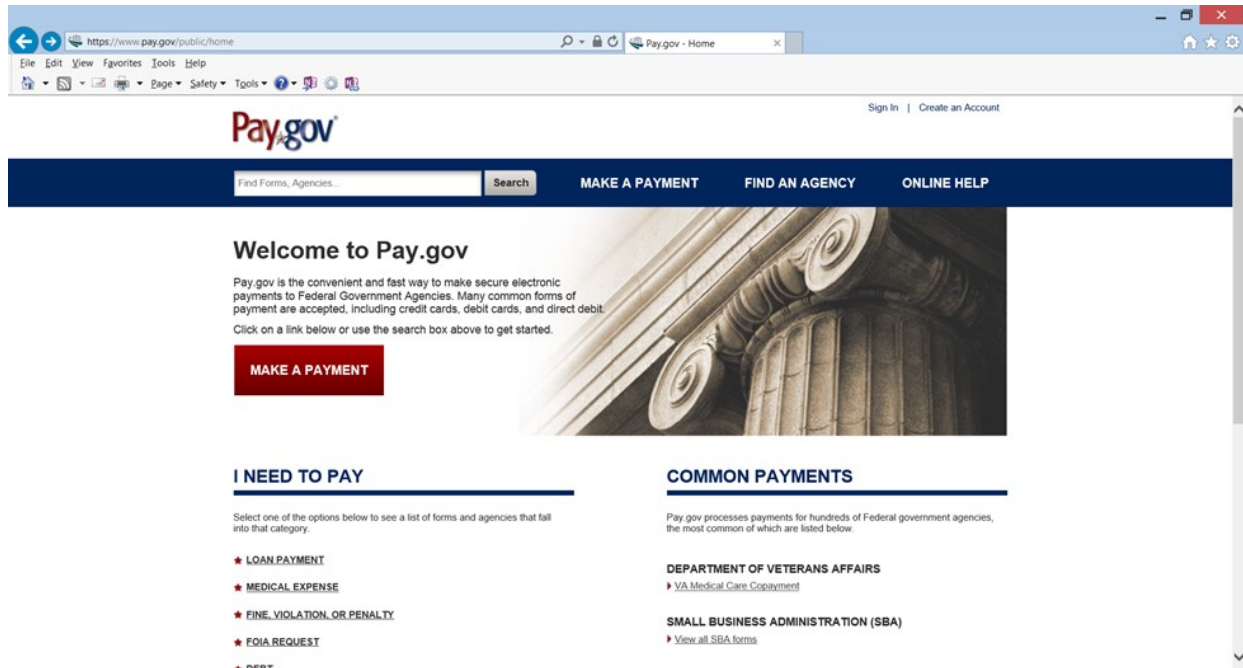 https://www.pay.gov/public/home
Pay.gov - Home
File Edit View Favorites Tools Help
Page Safety Tools
Sign In | Create an Account
Pay.gov
Find Forms, Agencies...
Search
MAKE A PAYMENT
FIND AN AGENCY
ONLINE HELP
Welcome to Pay.gov
Pay.gov is the convenient and fast way to make secure electronic
payments to Federal Government Agencies. Many common forms of
payment are accepted, including credit cards, debit cards, and direct debit.
Click on a link below or use the search box above to get started.
MAKE A PAYMENT
I NEED TO PAY
Select one of the options below to see a list of forms and agencies that fall
into that category.
LOAN PAYMENT
MEDICAL EXPENSE
FINE, VIOLATION, OR PENALTY
FOIA REQUEST
DEBT
COMMON PAYMENTS
Pay.gov processes payments for hundreds of Federal government agencies,
the most common of which are listed below.
DEPARTMENT OF VETERANS AFFAIRS
VA Medical Care Copayment
SMALL BUSINESS ADMINISTRATION (SBA)
View all SBA forms